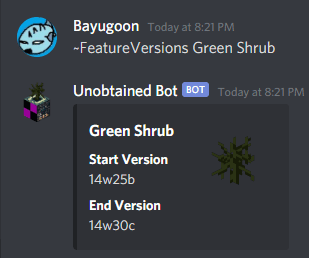 Bayugoon Today at 8:21 PM
~FeatureVersions Green Shrub
Unobtained Bot BOT Today at 8:21 PM
Green Shrub
Start Version
14w25b
End Version
14w30c